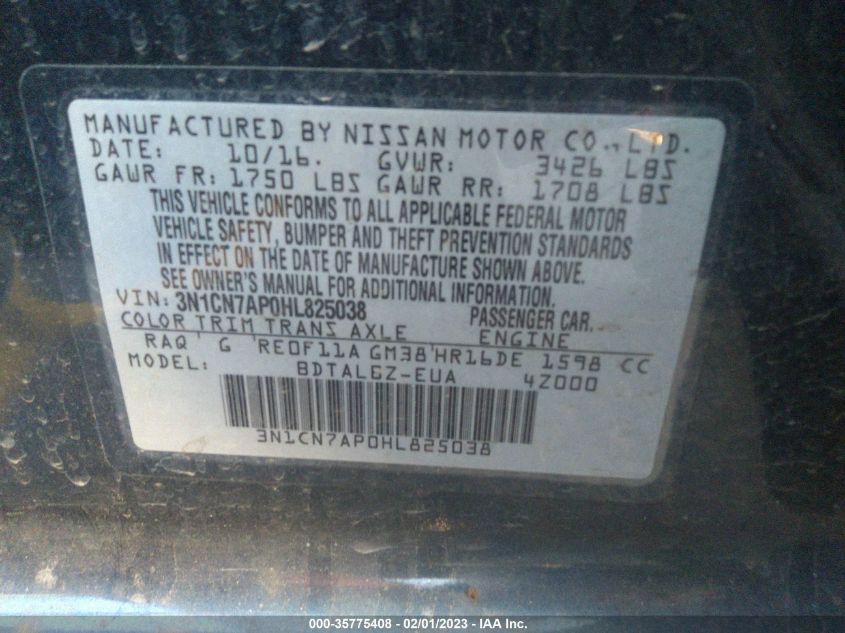 MANUFACTURED BY NISSAN MOTOR CO., LTD.
DATE: 10/16. GVWR: 3426 LBS
GAWR FR: 1750 LBS GAWR RR: 1708 LBS
THIS VEHICLE CONFORMS TO ALL APPLICABLE FEDERAL MOTOR
VEHICLE SAFETY, BUMPER AND THEFT PREVENTION STANDARDS
IN EFFECT ON THE DATE OF MANUFACTURE SHOWN ABOVE.
SEE OWNER'S MANUAL FOR ADDITIONAL INFORMATION.
VIN: 3N1CN7AP0HL825038 PASSENGER CAR.
COLOR TRIM TRANS AXLE ENGINE
RAQ G RE0F11A GM38 HR16DE 1598 CC
MODEL: BDTALGZ-EUA 4Z000
3N1CN7AP0HL825038
000-35775408 - 02/01/2023 - IAA Inc.